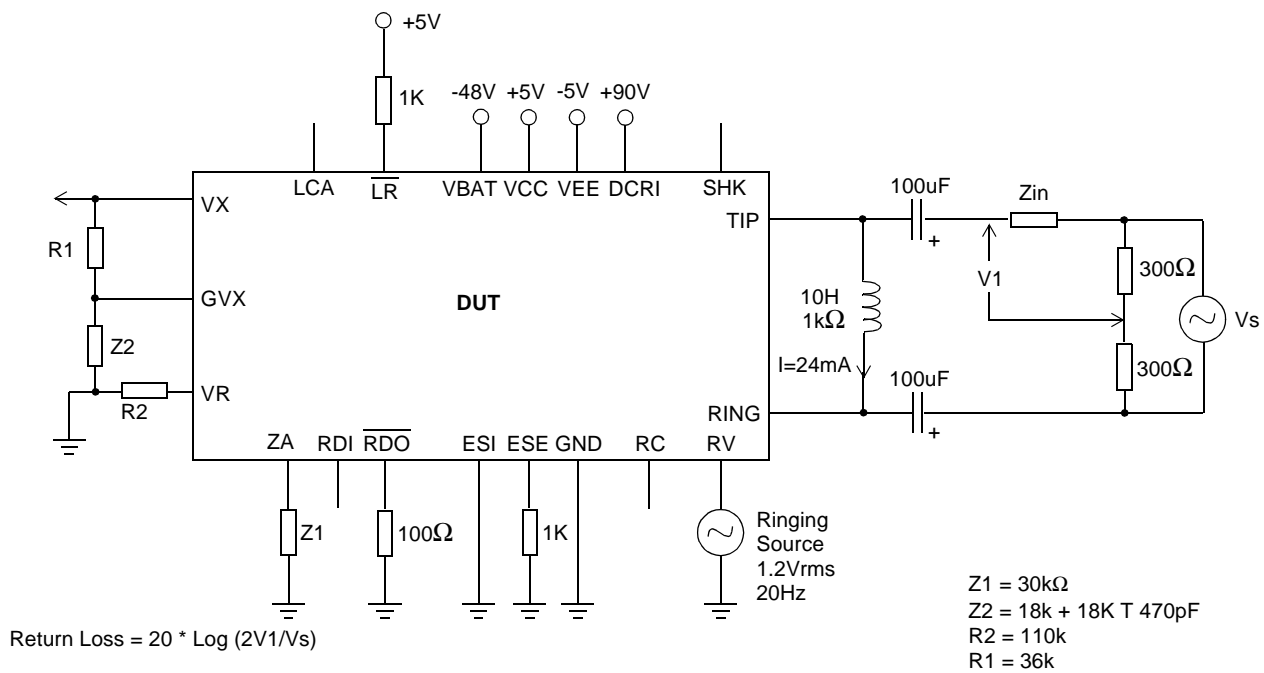 +5V
1K
-48V
+5V
-5V
+90V
LCA
LR
VBAT
VCC
VEE
DCRI
SHK
VX
TIP
100uF
+
Zin
R1
V1
300Ω
GVX
DUT
10H
1kΩ
Vs
Z2
I=24mA
300Ω
100uF
+
VR
R2
RING
ZA
RDI
RDO
ESI
ESE
GND
RC
RV
Z1
100Ω
1K
Ringing
Source
1.2Vrms
20Hz
Z1 = 30kΩ
Z2 = 18k + 18K T 470pF
R2 = 110k
R1 = 36k
Return Loss = 20 * Log (2V1/Vs)